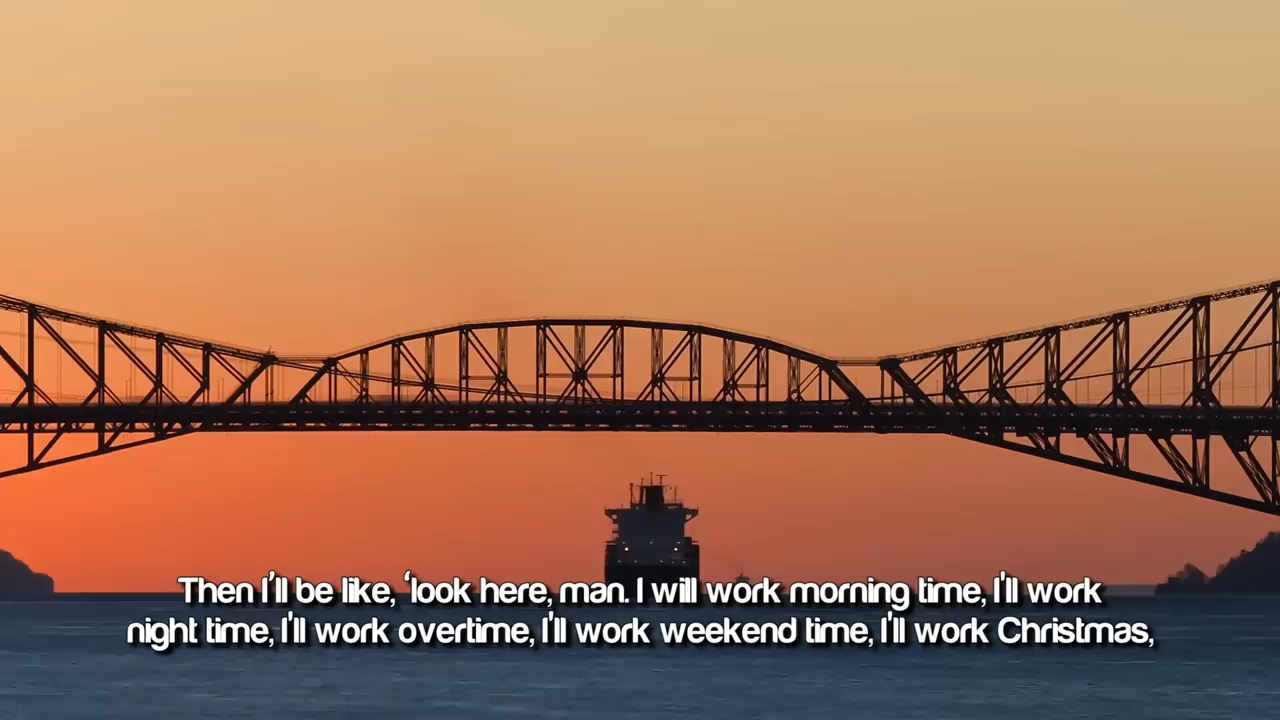 Then I'll be like, ‘look here, man. I will work morning time, I'll work
night time, I'll work overtime, I'll work weekend time, I'll work Christmas,